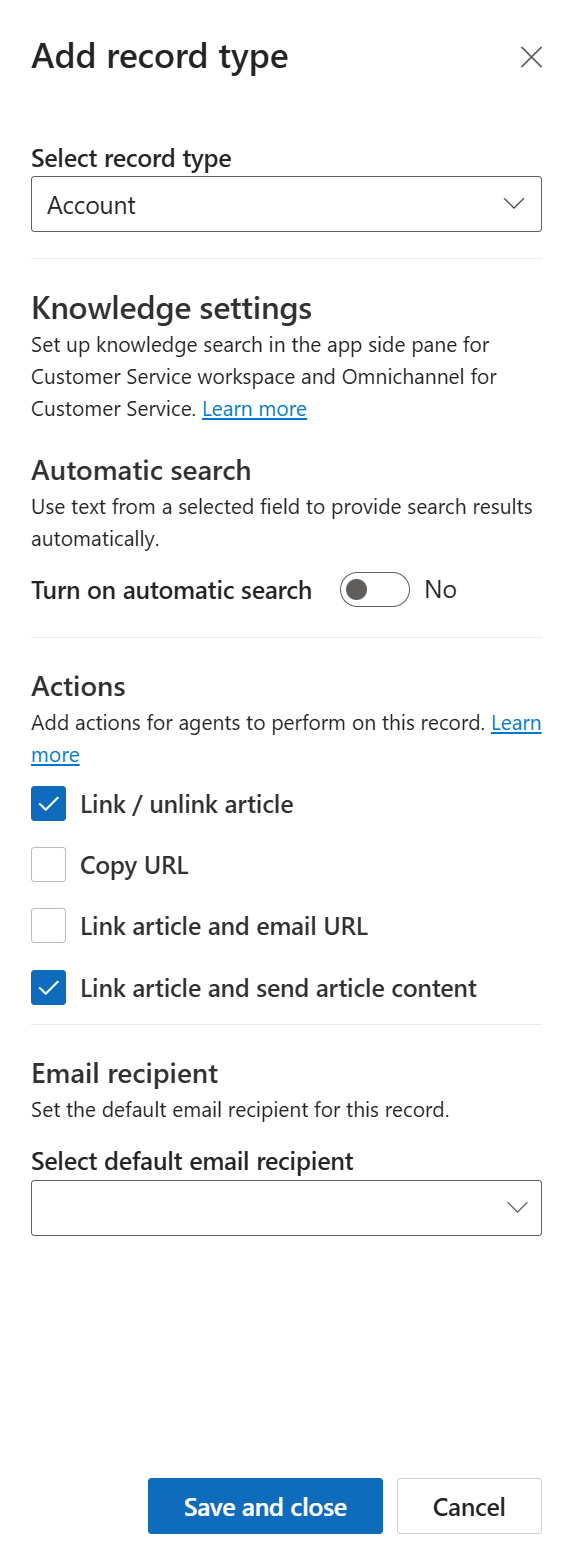 Add record type
Select record type
Account
Knowledge settings
Set up knowledge search in the app side pane for
Customer Service workspace and Omnichannel for
Customer Service. Learn more
Automatic search
Use text from a selected field to provide search results
automatically.
Turn on automatic search No
Actions
Add actions for agents to perform on this record. Learn
more
Link / unlink article
Copy URL
Link article and email URL
Link article and send article content
Email recipient
Set the default email recipient for this record.
Select default email recipient
Save and close Cancel